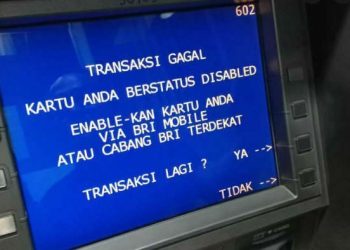 602
TRANSAKSI GAGAL
KARTU ANDA BERSTATUS DISABLED
ENABLE-KAN KARTU ANDA
VIA BRI MOBILE
ATAU CABANG BRI TERDEKAT
TRANSAKSI LAGI ? YA -->
TIDAK -->